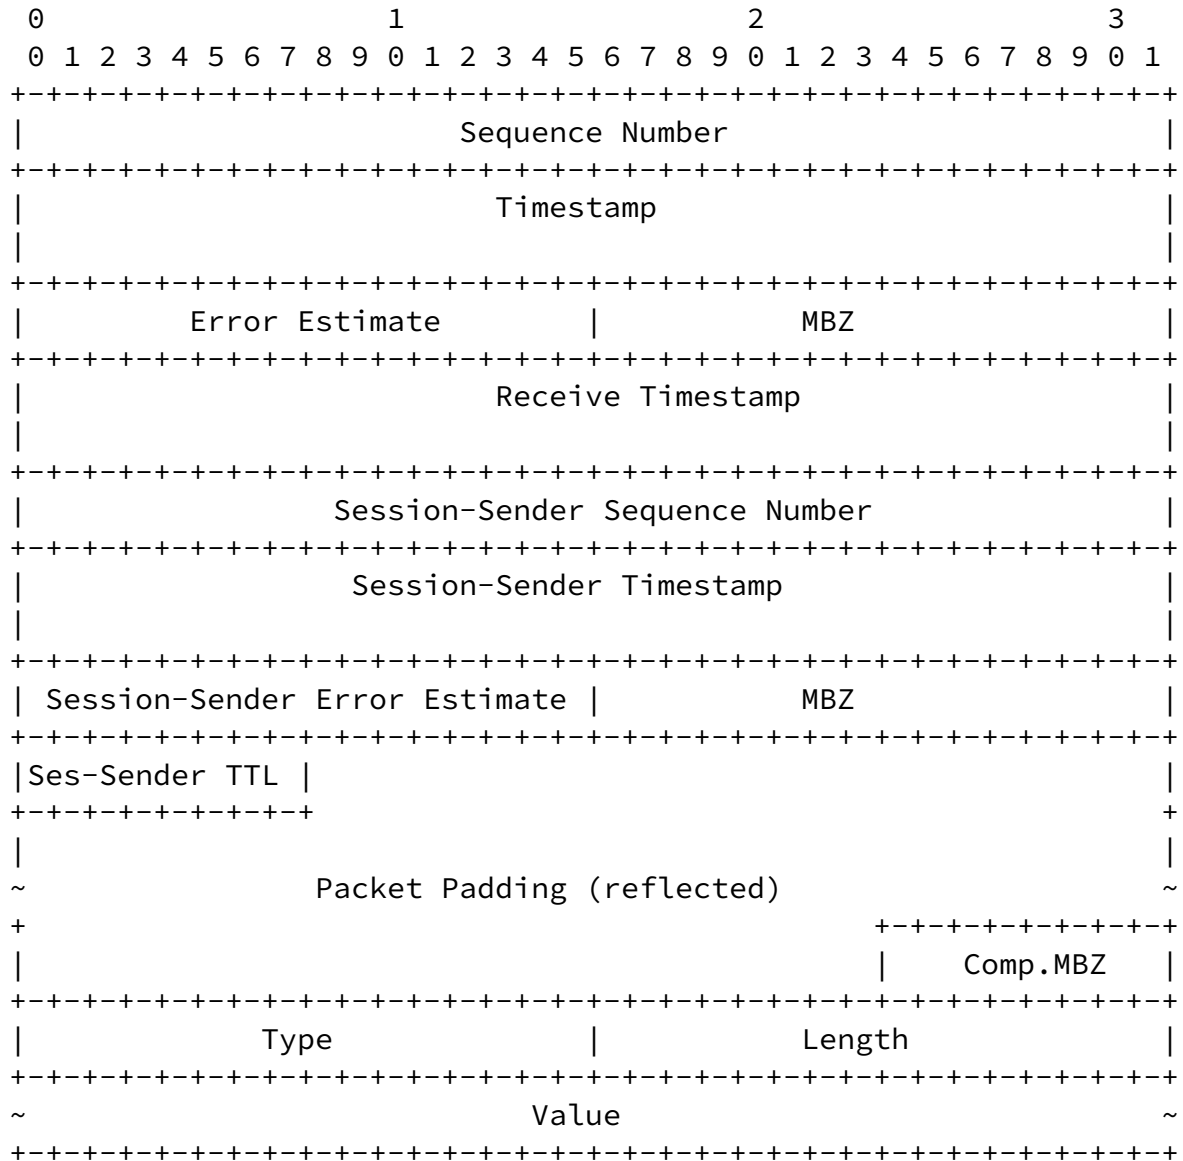 0                   1                   2                   3
 0 1 2 3 4 5 6 7 8 9 0 1 2 3 4 5 6 7 8 9 0 1 2 3 4 5 6 7 8 9 0 1
+-+-+-+-+-+-+-+-+-+-+-+-+-+-+-+-+-+-+-+-+-+-+-+-+-+-+-+-+-+-+-+-+
|                        Sequence Number                        |
+-+-+-+-+-+-+-+-+-+-+-+-+-+-+-+-+-+-+-+-+-+-+-+-+-+-+-+-+-+-+-+-+
|                          Timestamp                            |
|                                                               |
+-+-+-+-+-+-+-+-+-+-+-+-+-+-+-+-+-+-+-+-+-+-+-+-+-+-+-+-+-+-+-+-+
|         Error Estimate        |           MBZ                 |
+-+-+-+-+-+-+-+-+-+-+-+-+-+-+-+-+-+-+-+-+-+-+-+-+-+-+-+-+-+-+-+-+
|                          Receive Timestamp                    |
|                                                               |
+-+-+-+-+-+-+-+-+-+-+-+-+-+-+-+-+-+-+-+-+-+-+-+-+-+-+-+-+-+-+-+-+
|                 Session-Sender Sequence Number                |
+-+-+-+-+-+-+-+-+-+-+-+-+-+-+-+-+-+-+-+-+-+-+-+-+-+-+-+-+-+-+-+-+
|                  Session-Sender Timestamp                     |
|                                                               |
+-+-+-+-+-+-+-+-+-+-+-+-+-+-+-+-+-+-+-+-+-+-+-+-+-+-+-+-+-+-+-+-+
| Session-Sender Error Estimate |           MBZ                 |
+-+-+-+-+-+-+-+-+-+-+-+-+-+-+-+-+-+-+-+-+-+-+-+-+-+-+-+-+-+-+-+-+
|Ses-Sender TTL |                                               |
+-+-+-+-+-+-+-+-+                                               +
|                                                               |
~                Packet Padding (reflected)                     ~
+                                               +-+-+-+-+-+-+-+-+
|                                               |    Comp.MBZ   |
+-+-+-+-+-+-+-+-+-+-+-+-+-+-+-+-+-+-+-+-+-+-+-+-+-+-+-+-+-+-+-+-+
|             Type              |           Length              |
+-+-+-+-+-+-+-+-+-+-+-+-+-+-+-+-+-+-+-+-+-+-+-+-+-+-+-+-+-+-+-+-+
~                            Value                              ~
+-+-+-+-+-+-+-+-+-+-+-+-+-+-+-+-+-+-+-+-+-+-+-+-+-+-+-+-+-+-+-+-+